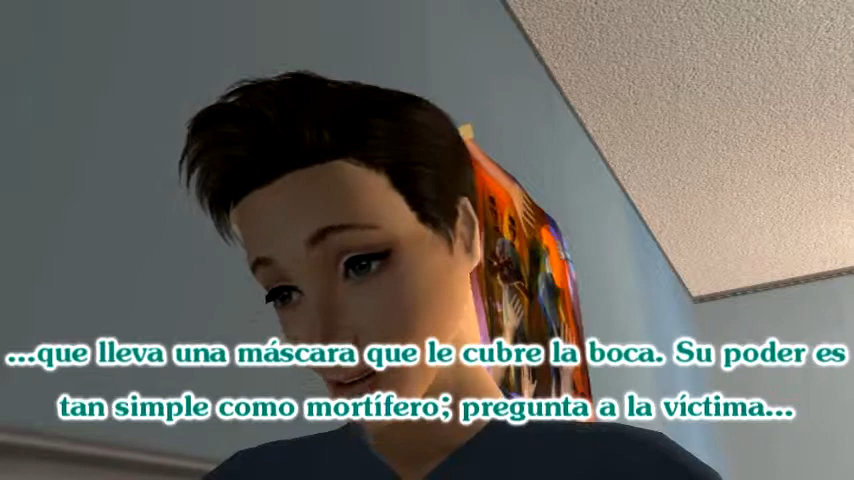 ...que lleva una máscara que le cubre la boca. Su poder es
tan simple como mortífero; pregunta a la víctima...